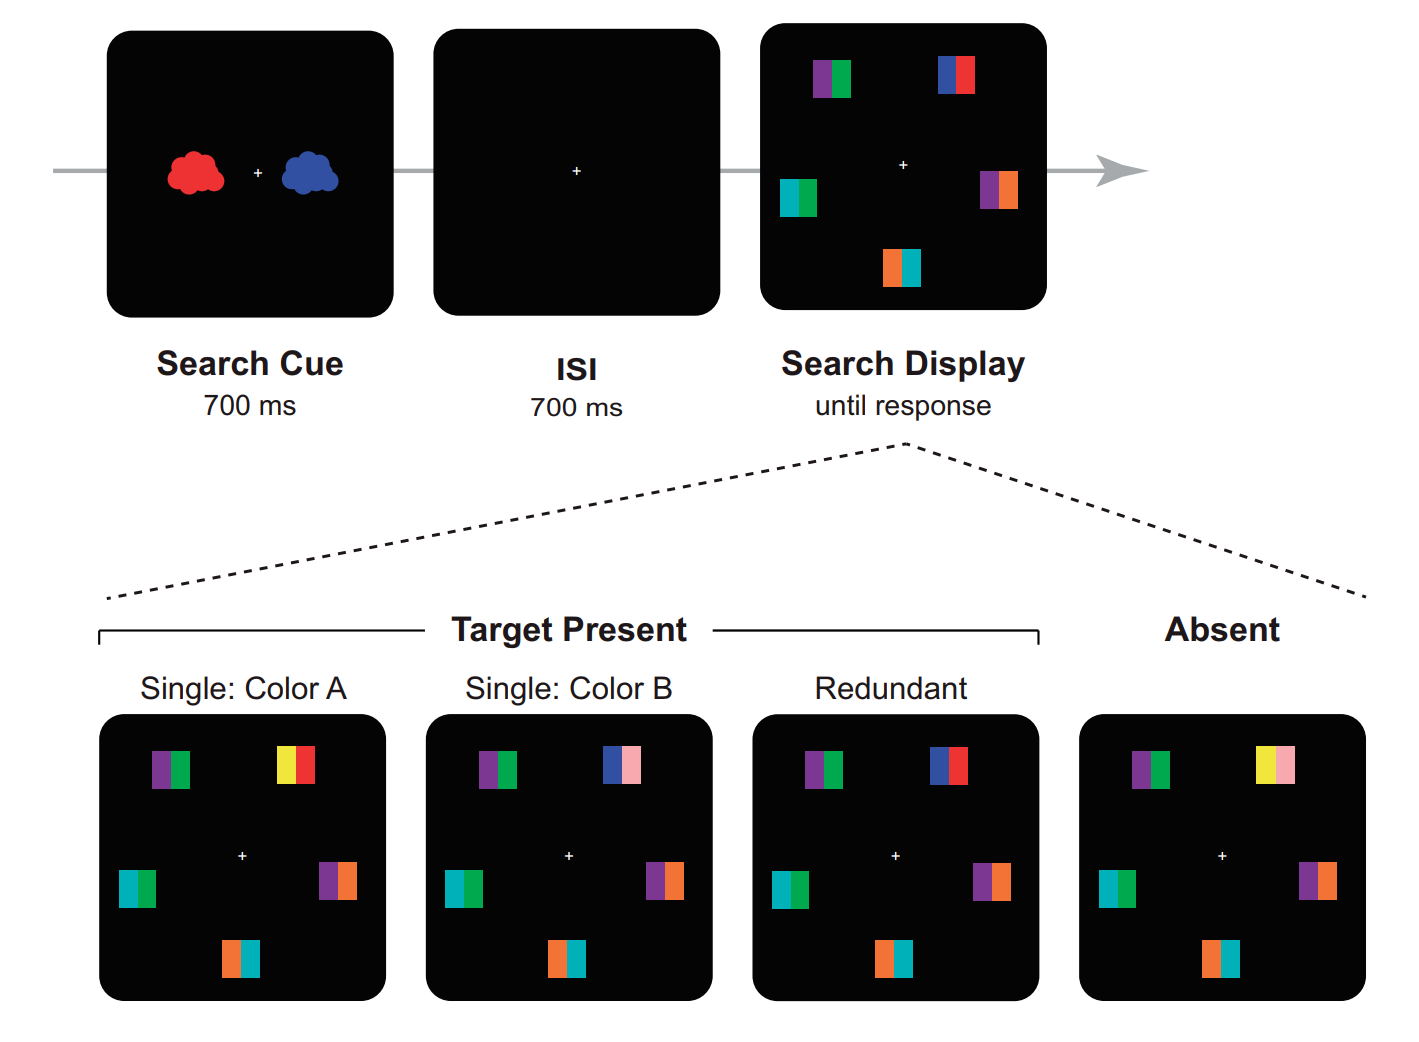 Search Cue
700 ms
ISI
700 ms
Search Display
until response
Target Present
Absent
Single: Color A
Single: Color B
Redundant